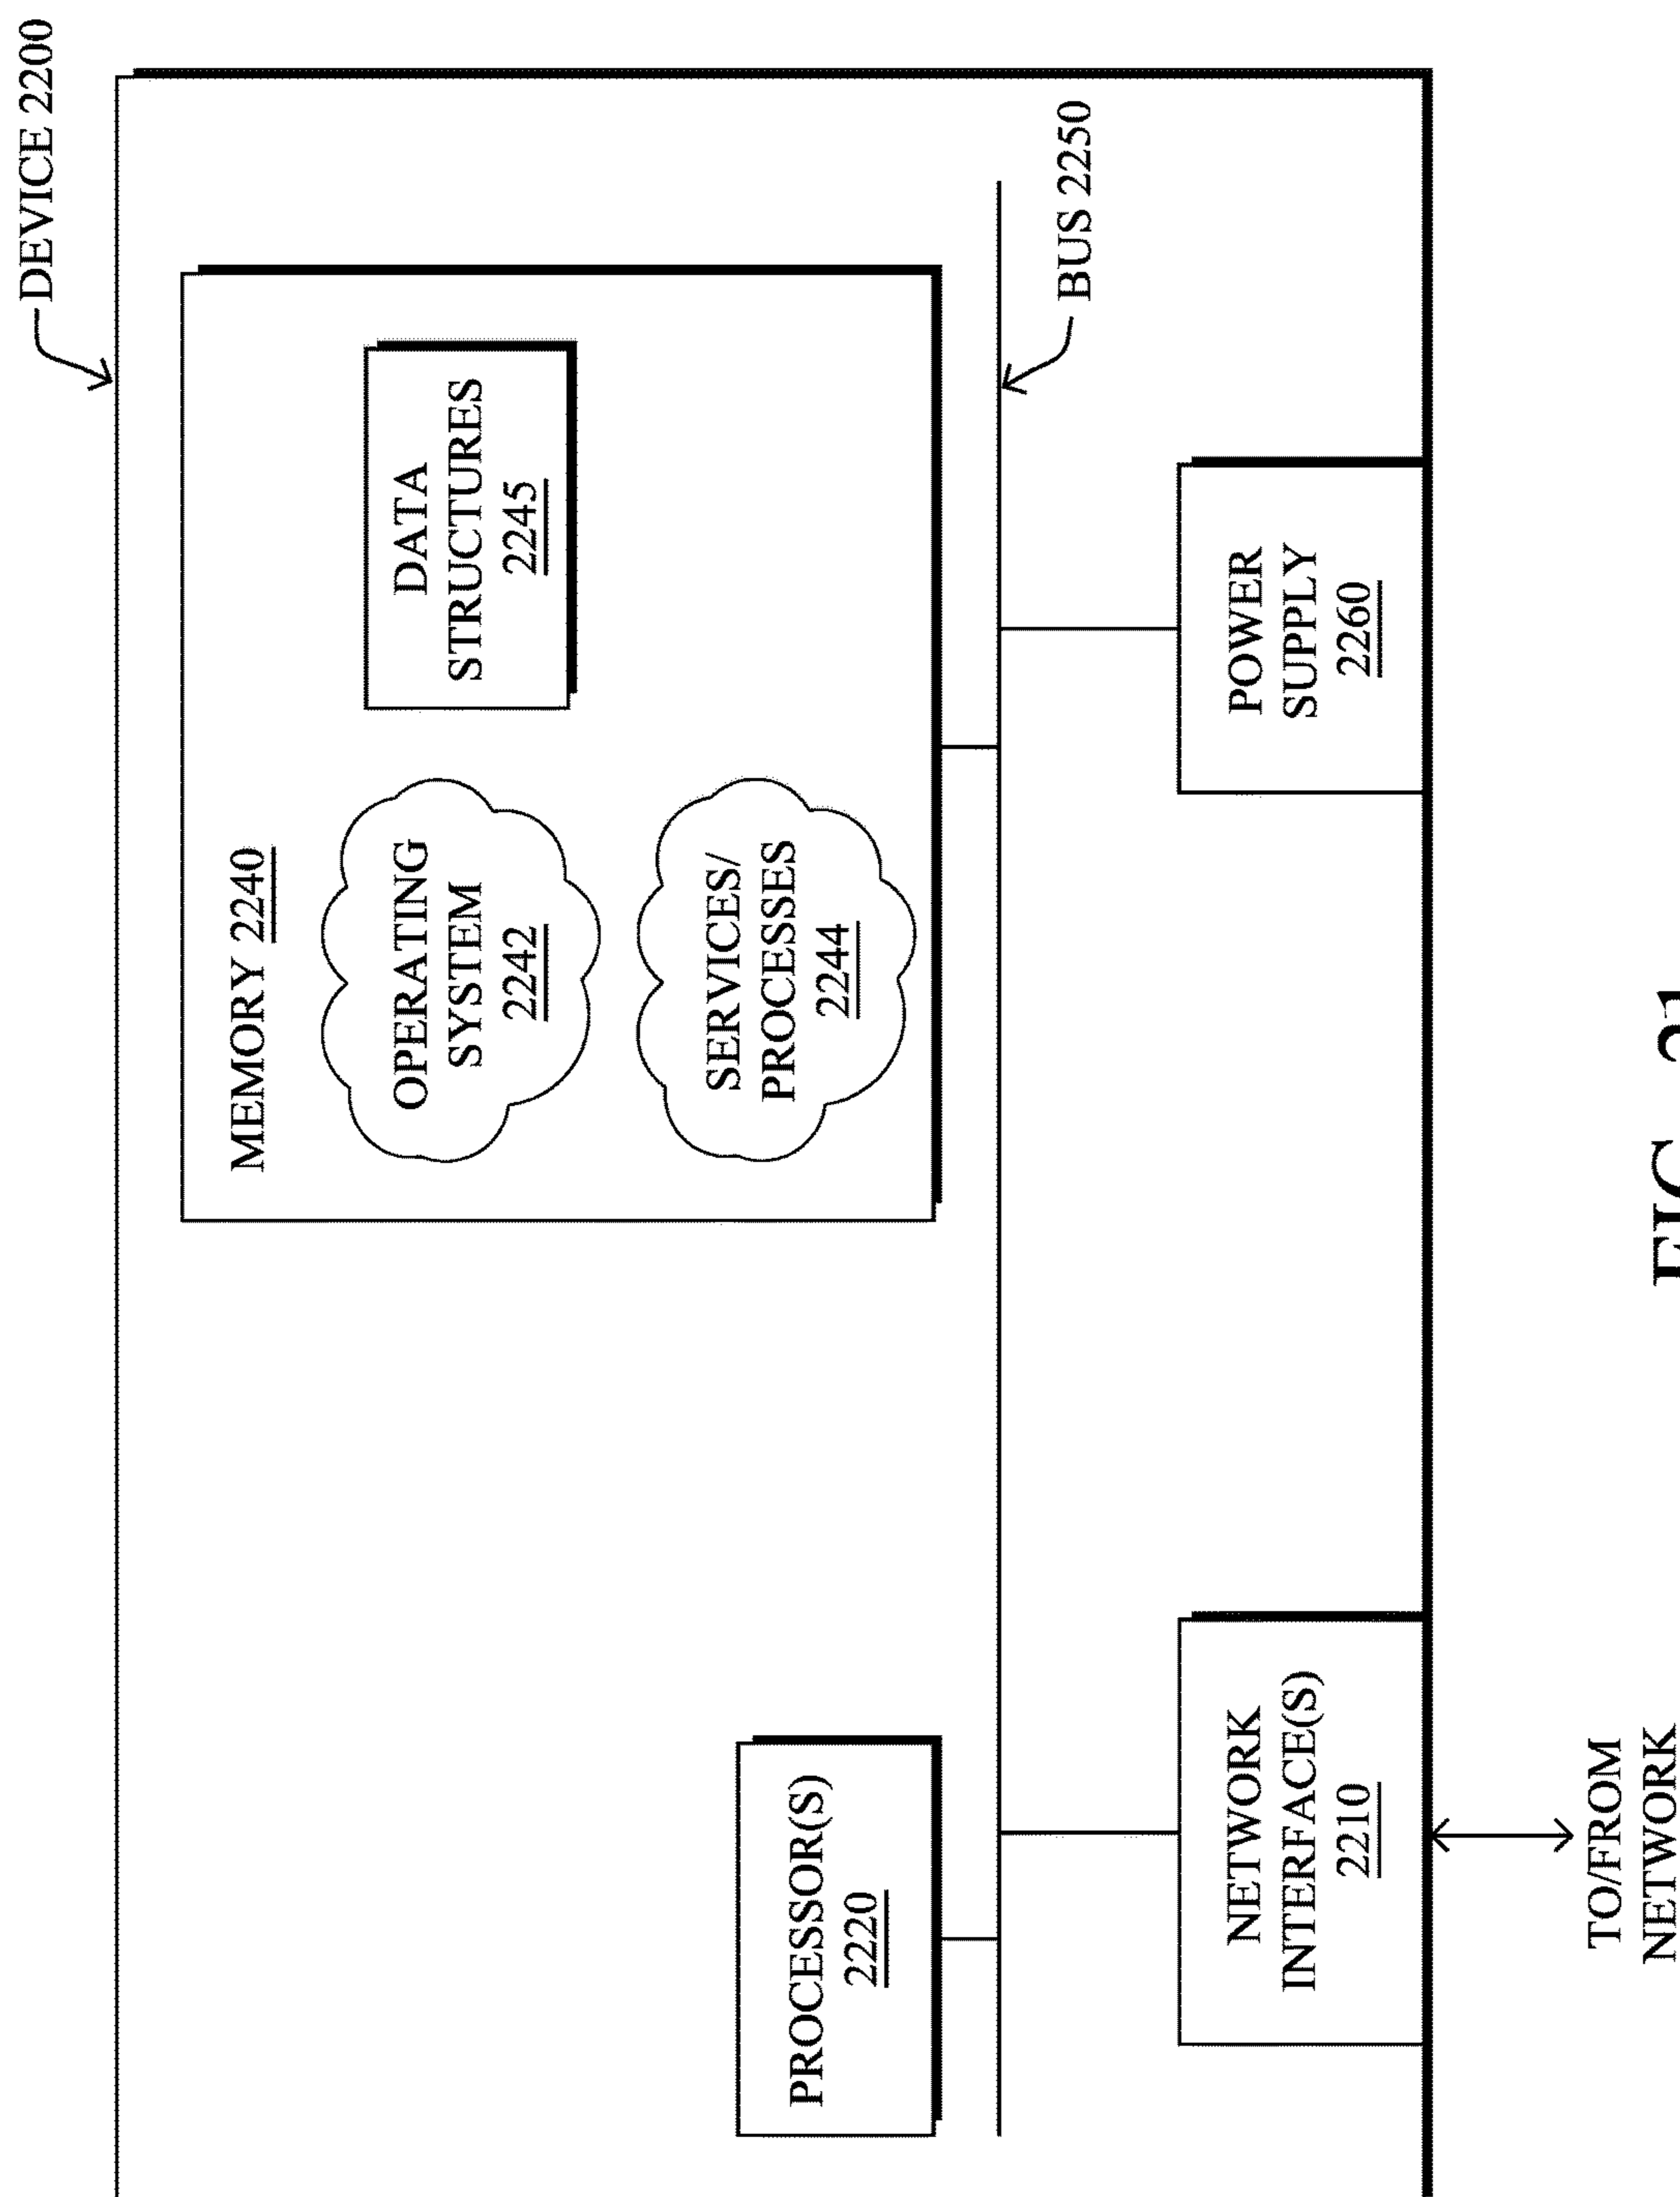 DEVICE 2200
MEMORY 2240
OPERATING
SYSTEM
2242
DATA
STRUCTURES
2245
SERVICES/
PROCESSES
2244
PROCESSOR(S)
2220
BUS 2250
NETWORK
INTERFACE(S)
2210
POWER
SUPPLY
2260
TO/FROM
NETWORK